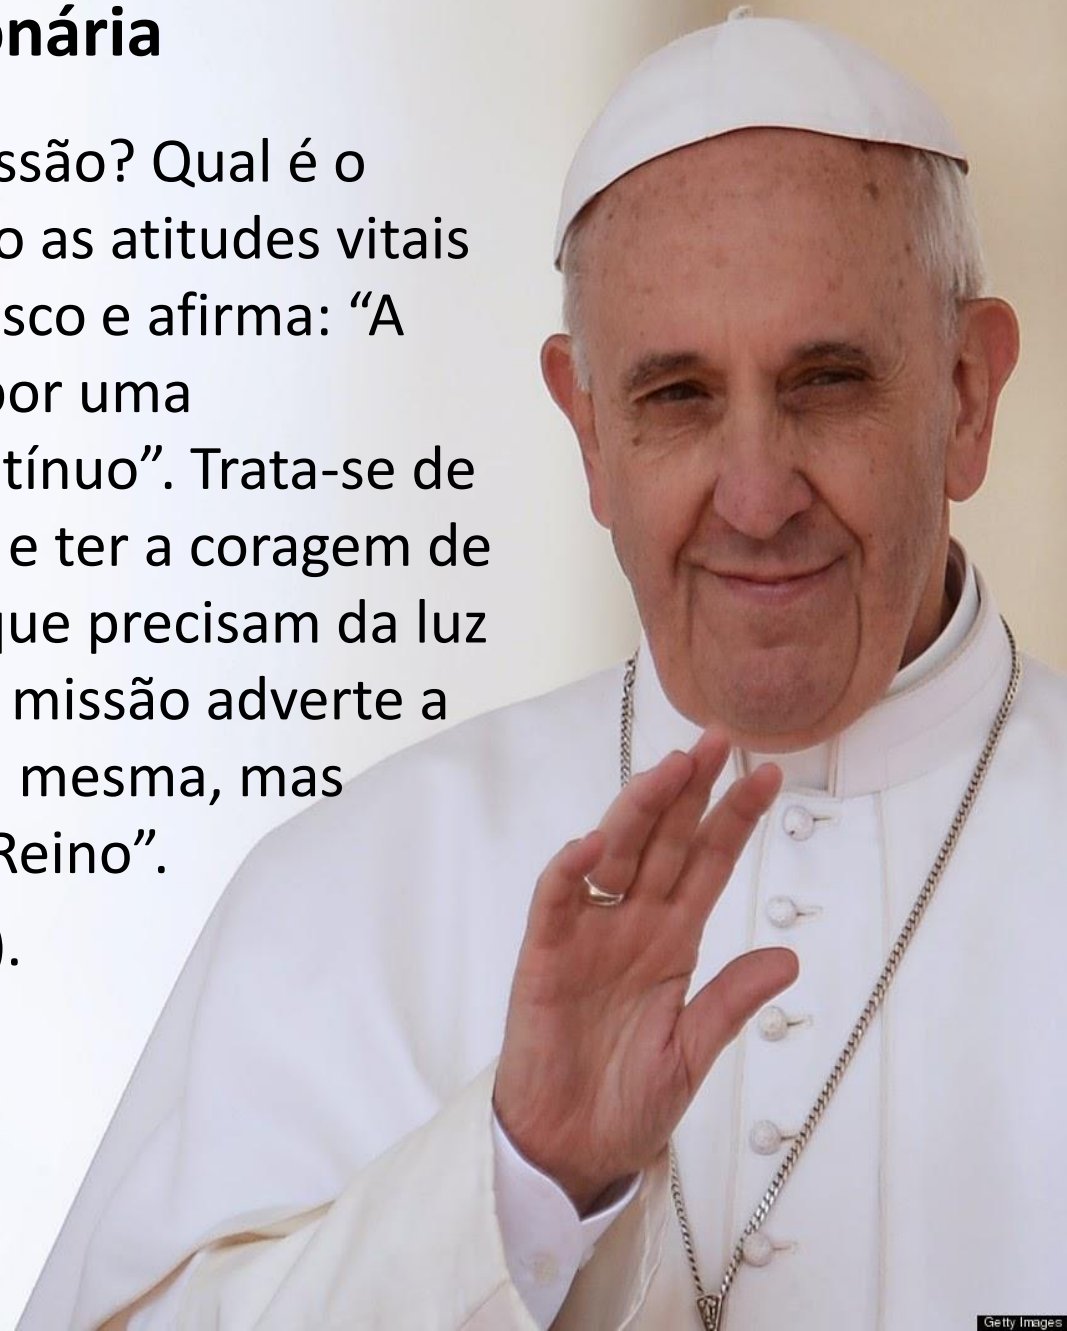 onária
ssão? Qual é o
o as atitudes vitais
sco e afirma: “A
por uma
tínuo”. Trata-se de
e ter a coragem de
que precisam da luz
missão adverte a
mesma, mas
Reino”.
).
Getty Images